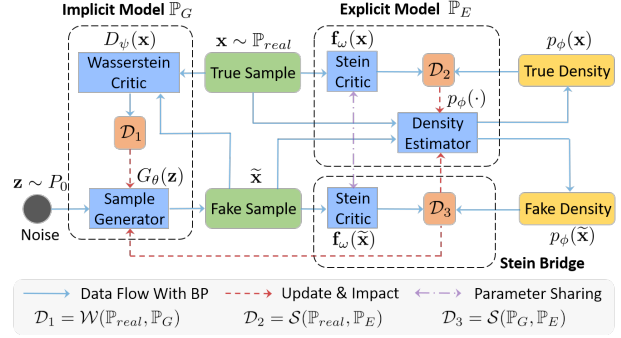 Implicit Model ℙ_G
Explicit Model ℙ_E
D_ψ(x)
x ~ ℙ_real
f_ω(x)
p_ϕ(x)
Wasserstein
Critic
True Sample
Stein
Critic
𝒟_2
True Density
p_ϕ(·)
𝒟_1
Density
Estimator
z ~ P_0
G_θ(z)
x̃
Sample
Generator
Fake Sample
Stein
Critic
𝒟_3
Fake Density
Noise
f_ω(x̃)
p_ϕ(x̃)
Stein Bridge
Data Flow With BP
Update & Impact
Parameter Sharing
𝒟_1 = 𝒲(ℙ_real, ℙ_G)
𝒟_2 = 𝒮(ℙ_real, ℙ_E)
𝒟_3 = 𝒮(ℙ_G, ℙ_E)